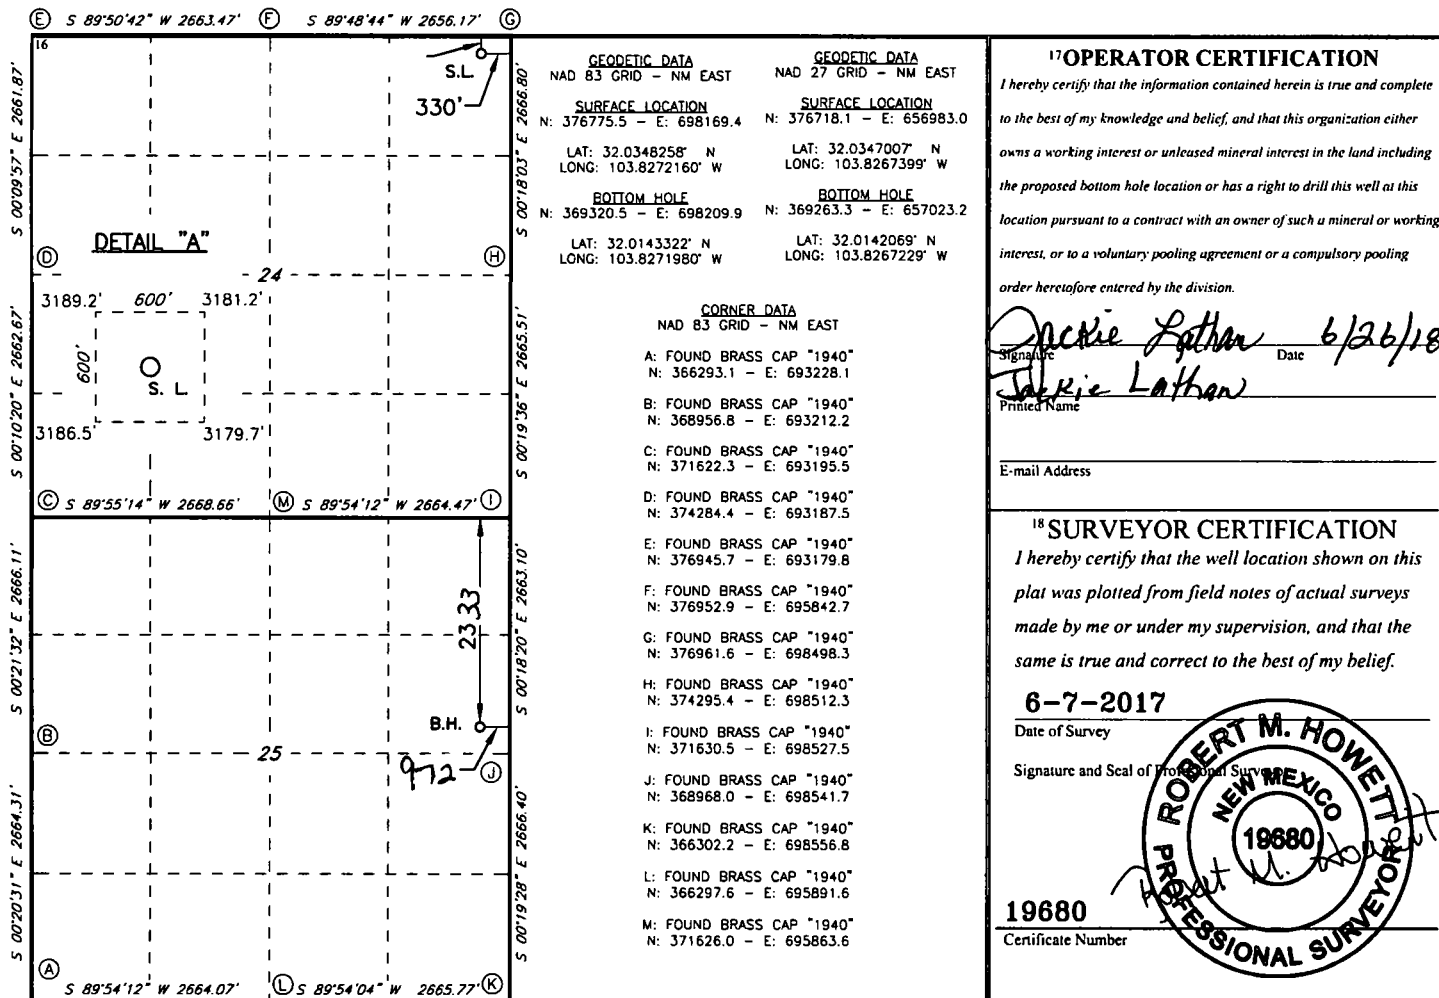 E S 89°50'42" W 2663.47' F S 89°48'44" W 2656.17' G
16
S.L.
330'
S 00°09'57" E 2661.87'
S 00°18'03" E 2666.80'
D
DETAIL "A"
H
24
3189.2' 600' 3181.2'
600'
S. L.
3186.5' 3179.7'
S 00°10'20" E 2662.67'
S 00°19'36" E 2665.51'
C S 89°55'14" W 2668.66' M S 89°54'12" W 2664.47' I
S 00°21'32" E 2666.11'
S 00°18'20" E 2663.10'
2333
B.H.
B
25
972
J
S 00°20'31" E 2664.31'
S 00°19'28" E 2666.40'
A
S 89°54'12" W 2664.07' L S 89°54'04" W 2665.77' K
GEODETIC DATA
NAD 83 GRID - NM EAST
SURFACE LOCATION
N: 376775.5 - E: 698169.4
LAT: 32.0348258° N
LONG: 103.8272160° W
BOTTOM HOLE
N: 369320.5 - E: 698209.9
LAT: 32.0143322° N
LONG: 103.8271980° W
GEODETIC DATA
NAD 27 GRID - NM EAST
SURFACE LOCATION
N: 376718.1 - E: 656983.0
LAT: 32.0347007° N
LONG: 103.8267399° W
BOTTOM HOLE
N: 369263.3 - E: 657023.2
LAT: 32.0142069° N
LONG: 103.8267229° W
CORNER DATA
NAD 83 GRID - NM EAST
A: FOUND BRASS CAP "1940"
N: 366293.1 - E: 693228.1
B: FOUND BRASS CAP "1940"
N: 368956.8 - E: 693212.2
C: FOUND BRASS CAP "1940"
N: 371622.3 - E: 693195.5
D: FOUND BRASS CAP "1940"
N: 374284.4 - E: 693187.5
E: FOUND BRASS CAP "1940"
N: 376945.7 - E: 693179.8
F: FOUND BRASS CAP "1940"
N: 376952.9 - E: 695842.7
G: FOUND BRASS CAP "1940"
N: 376961.6 - E: 698498.3
H: FOUND BRASS CAP "1940"
N: 374295.4 - E: 698512.3
I: FOUND BRASS CAP "1940"
N: 371630.5 - E: 698527.5
J: FOUND BRASS CAP "1940"
N: 368968.0 - E: 698541.7
K: FOUND BRASS CAP "1940"
N: 366302.2 - E: 698556.8
L: FOUND BRASS CAP "1940"
N: 366297.6 - E: 695891.6
M: FOUND BRASS CAP "1940"
N: 371626.0 - E: 695863.6
17 OPERATOR CERTIFICATION
I hereby certify that the information contained herein is true and complete
to the best of my knowledge and belief, and that this organization either
owns a working interest or unleased mineral interest in the land including
the proposed bottom hole location or has a right to drill this well at this
location pursuant to a contract with an owner of such a mineral or working
interest, or to a voluntary pooling agreement or a compulsory pooling
order heretofore entered by the division.
Jackie Lathan 6/26/18
Signature Date
Jackie Lathan
Printed Name
E-mail Address
18 SURVEYOR CERTIFICATION
I hereby certify that the well location shown on this
plat was plotted from field notes of actual surveys
made by me or under my supervision, and that the
same is true and correct to the best of my belief.
6-7-2017
Date of Survey
Signature and Seal of Professional Surveyor
ROBERT M. HOWETT
NEW MEXICO
19680
PROFESSIONAL SURVEYOR
Robert M. Howett
19680
Certificate Number